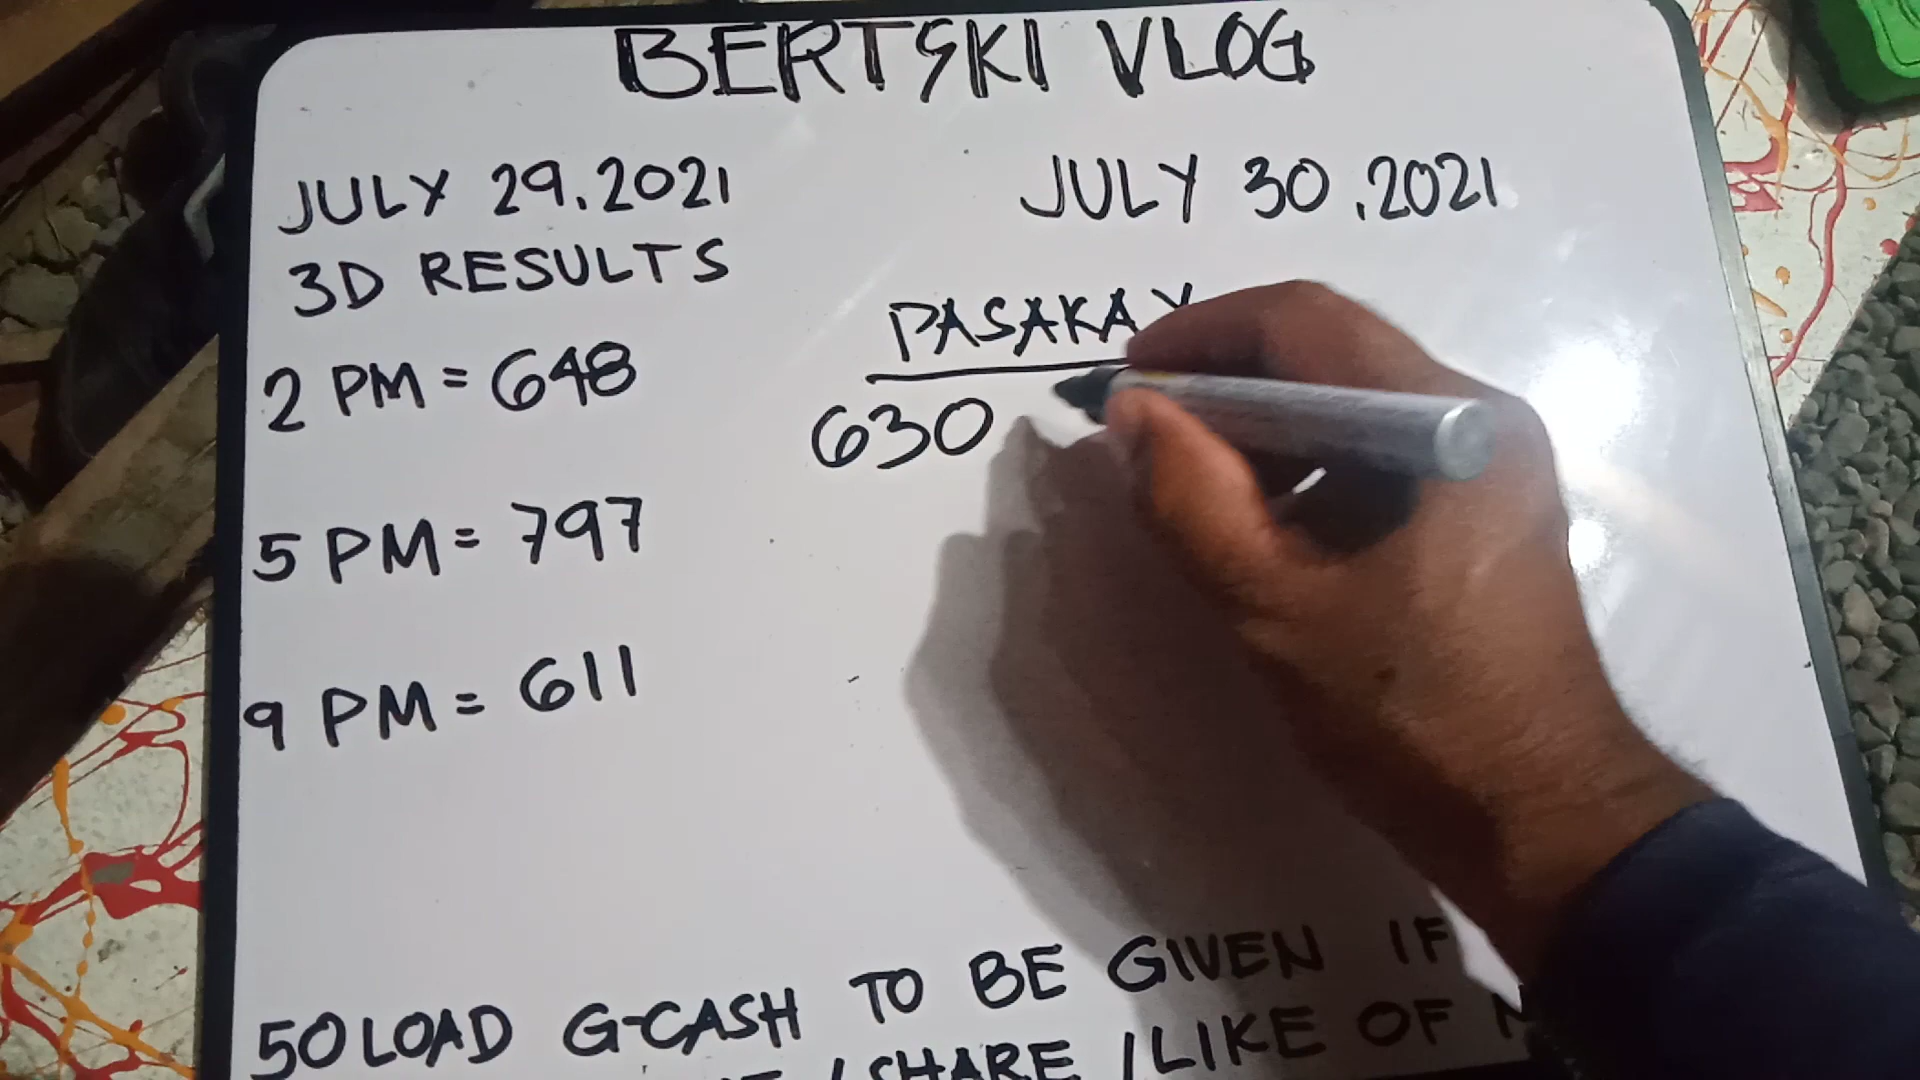 BERTSKI VLOG
JULY 29.2021
3D RESULTS
2 PM = 648
5 PM = 797
9 PM = 611
JULY 30.2021
PASAKAY
630
50 LOAD G-CASH TO BE GIVEN IF
/ SHARE / LIKE OF